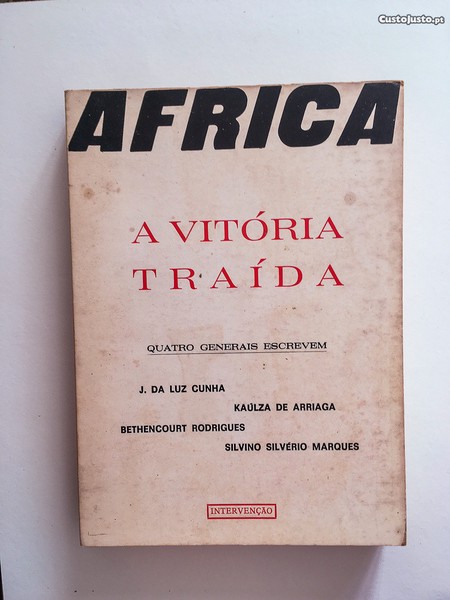 CustoJusto.pt
AFRICA
A VITÓRIA
TRAÍDA
QUATRO GENERAIS ESCREVEM
J. DA LUZ CUNHA
KAÚLZA DE ARRIAGA
BETHENCOURT RODRIGUES
SILVINO SILVÉRIO MARQUES
INTERVENÇÃO